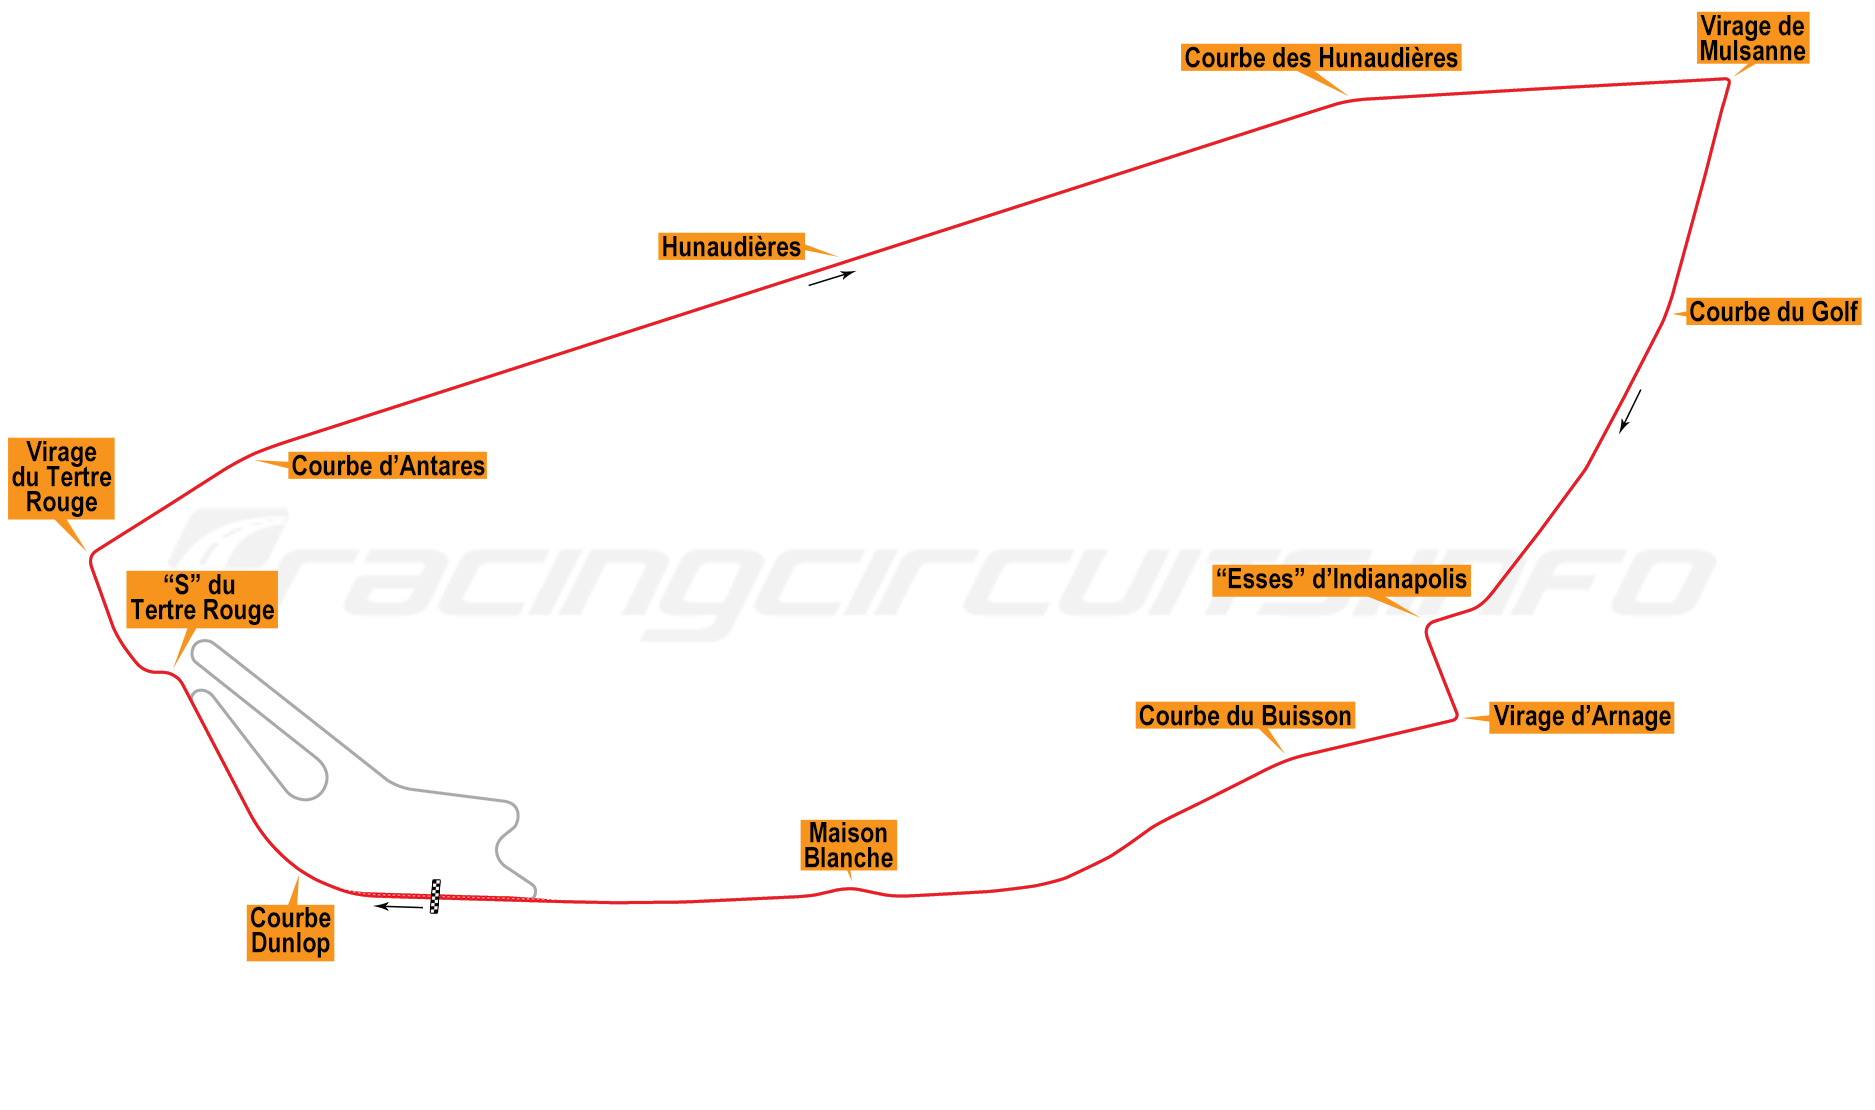 Virage de
Mulsanne
Courbe des Hunaudières
Hunaudières
Courbe du Golf
Virage
du Tertre
Rouge
Courbe d’Antares
“S” du
Tertre Rouge
racingcircuits.info
“Esses” d’Indianapolis
Courbe du Buisson
Virage d’Arnage
Maison
Blanche
Courbe
Dunlop